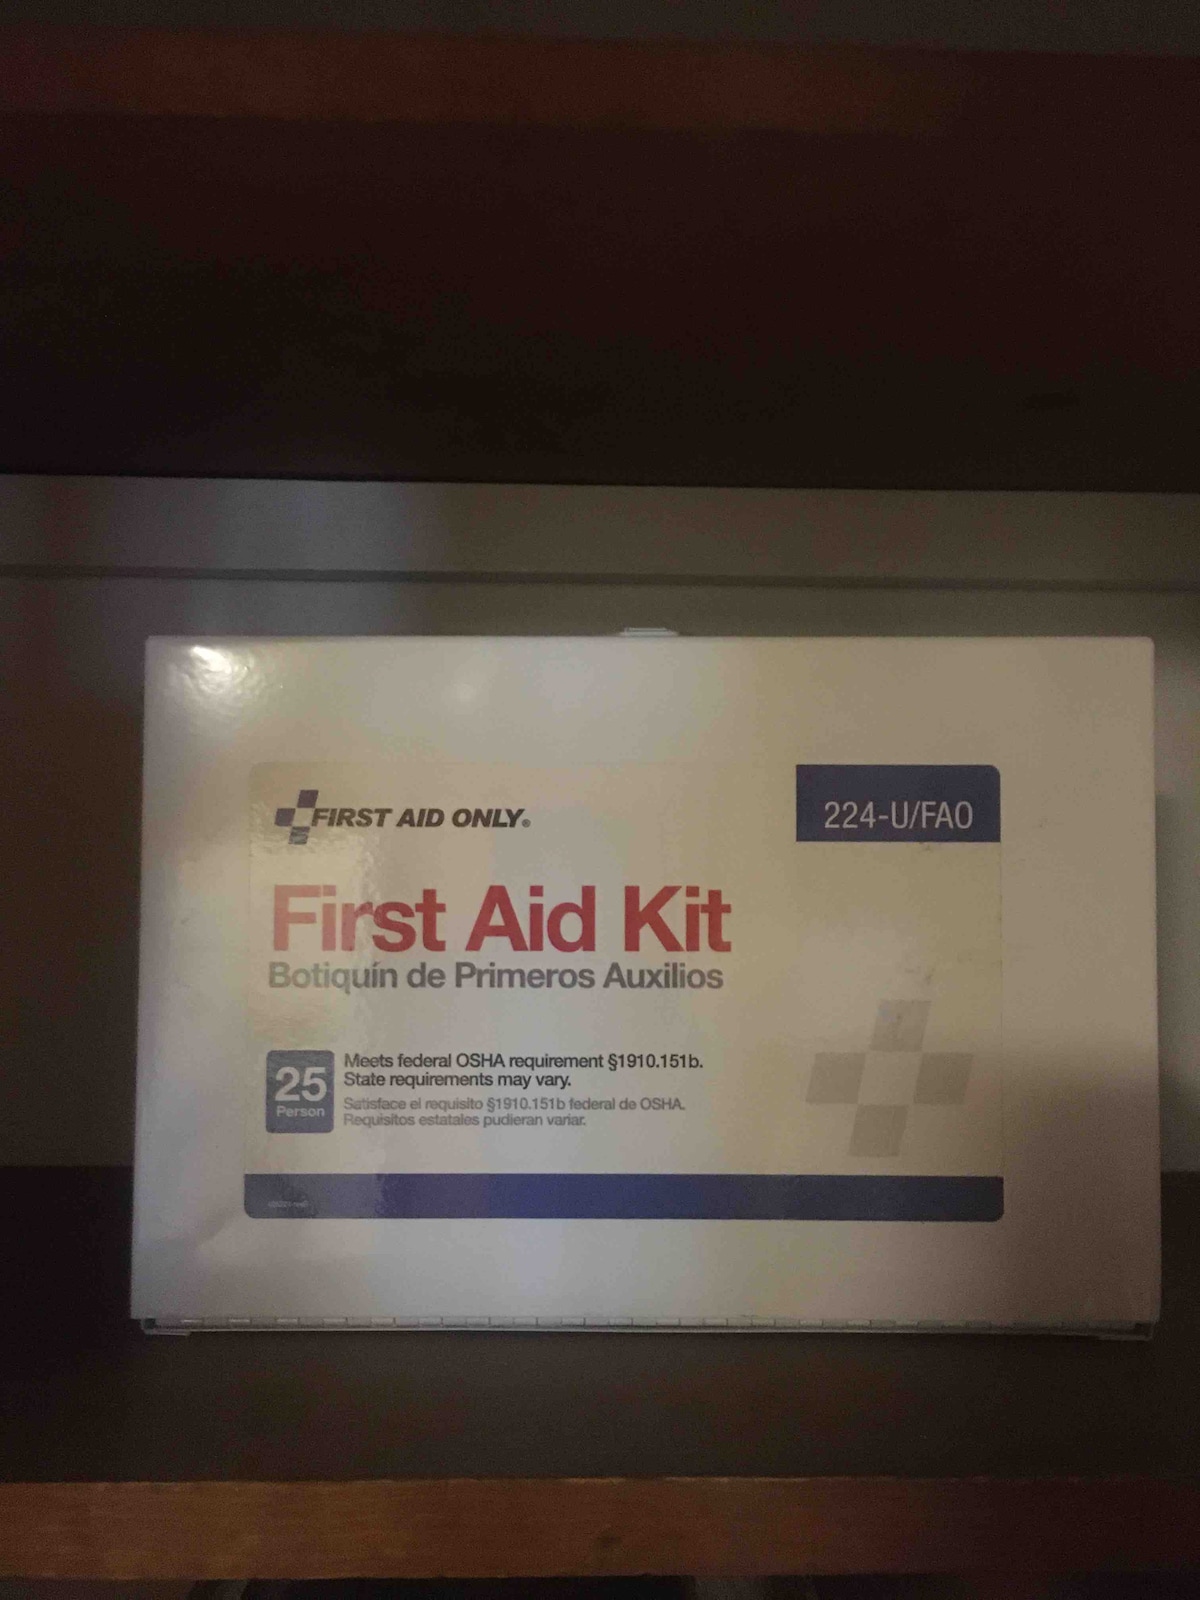 FIRST AID ONLY®
224-U/FAO
First Aid Kit
Botiquín de Primeros Auxilios
25
Person
Meets federal OSHA requirement §1910.151b.
State requirements may vary.
Satisface el requisito §1910.151b federal de OSHA.
Requisitos estatales pudieran variar.